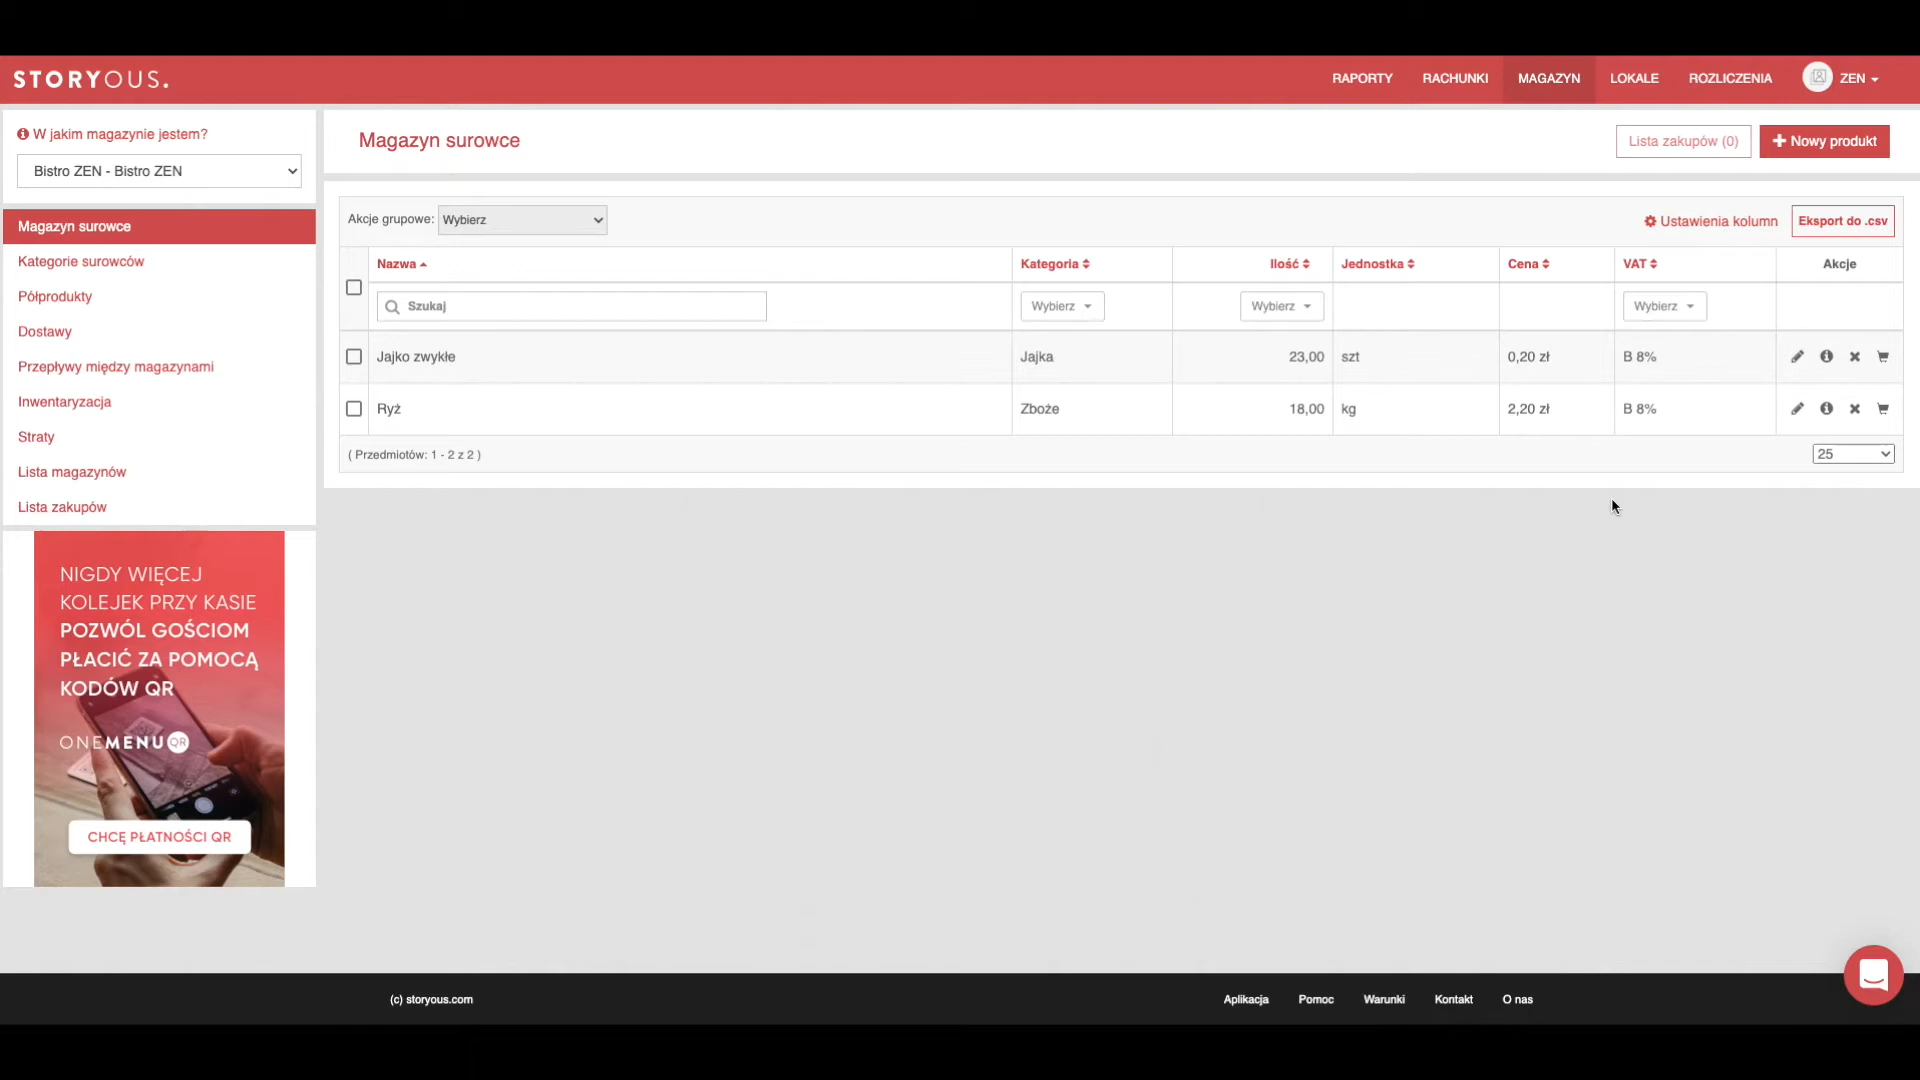 STORYOUS.
RAPORTY
RACHUNKI
MAGAZYN
LOKALE
ROZLICZENIA
ZEN
W jakim magazynie jestem?
Bistro ZEN - Bistro ZEN
Magazyn surowce
Kategorie surowców
Półprodukty
Dostawy
Przepływy między magazynami
Inwentaryzacja
Straty
Lista magazynów
Lista zakupów
NIGDY WIĘCEJ
KOLEJEK PRZY KASIE
POZWÓL GOŚCIOM
PŁACIĆ ZA POMOCĄ
KODÓW QR
ONEMENU QR
CHCĘ PŁATNOŚCI QR
Magazyn surowce
Lista zakupów (0)
Nowy produkt
Akcje grupowe: Wybierz
Ustawienia kolumn
Eksport do .csv
Nazwa Kategoria Ilość Jednostka Cena VAT Akcje
Szukaj Wybierz Wybierz Wybierz
Jajko zwykłe Jajka 23,00 szt 0,20 zł B 8%
Ryż Zboże 18,00 kg 2,20 zł B 8%
( Przedmiotów: 1 - 2 z 2 ) 25
(c) storyous.com
Aplikacja
Pomoc
Warunki
Kontakt
O nas